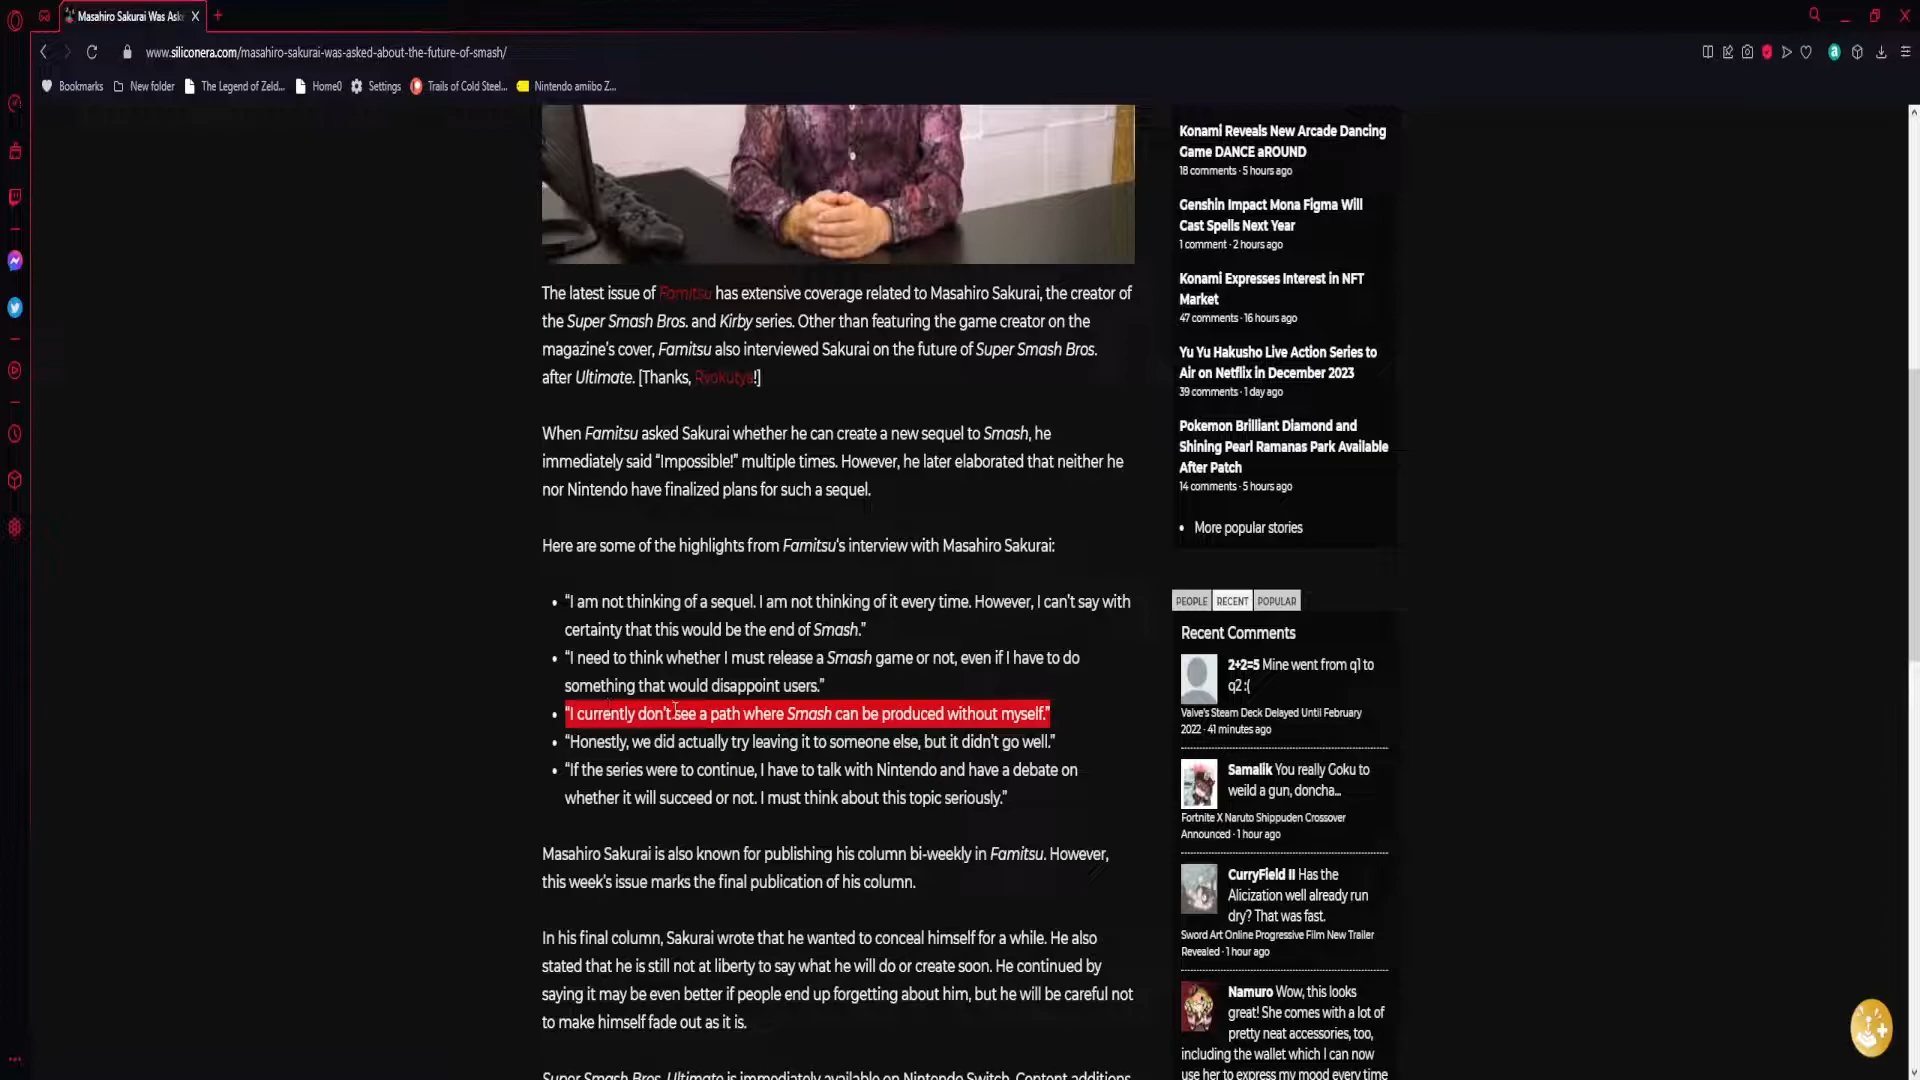 Masahiro Sakurai Was Ask
www.siliconera.com/masahiro-sakurai-was-asked-about-the-future-of-smash/
Bookmarks New folder The Legend of Zeld... Home0 Settings Trails of Cold Steel... Nintendo amiibo Z...
The latest issue of Famitsu has extensive coverage related to Masahiro Sakurai, the creator of
the Super Smash Bros. and Kirby series. Other than featuring the game creator on the
magazine’s cover, Famitsu also interviewed Sakurai on the future of Super Smash Bros.
after Ultimate. [Thanks, Ryokutya!]
When Famitsu asked Sakurai whether he can create a new sequel to Smash, he
immediately said “Impossible!” multiple times. However, he later elaborated that neither he
nor Nintendo have finalized plans for such a sequel.
Here are some of the highlights from Famitsu‘s interview with Masahiro Sakurai:
• “I am not thinking of a sequel. I am not thinking of it every time. However, I can’t say with
certainty that this would be the end of Smash.”
• “I need to think whether I must release a Smash game or not, even if I have to do
something that would disappoint users.”
• “I currently don’t see a path where Smash can be produced without myself.”
• “Honestly, we did actually try leaving it to someone else, but it didn’t go well.”
• “If the series were to continue, I have to talk with Nintendo and have a debate on
whether it will succeed or not. I must think about this topic seriously.”
Masahiro Sakurai is also known for publishing his column bi-weekly in Famitsu. However,
this week’s issue marks the final publication of his column.
In his final column, Sakurai wrote that he wanted to conceal himself for a while. He also
stated that he is still not at liberty to say what he will do or create soon. He continued by
saying it may be even better if people end up forgetting about him, but he will be careful not
to make himself fade out as it is.
Super Smash Bros. Ultimate is immediately available on Nintendo Switch. Content additions
Konami Reveals New Arcade Dancing
Game DANCE aROUND
18 comments · 5 hours ago
Genshin Impact Mona Figma Will
Cast Spells Next Year
1 comment · 2 hours ago
Konami Expresses Interest in NFT
Market
47 comments · 16 hours ago
Yu Yu Hakusho Live Action Series to
Air on Netflix in December 2023
39 comments · 1 day ago
Pokemon Brilliant Diamond and
Shining Pearl Ramanas Park Available
After Patch
14 comments · 5 hours ago
• More popular stories
PEOPLE RECENT POPULAR
Recent Comments
2+2=5 Mine went from q1 to
q2 :(
Valve's Steam Deck Delayed Until February
2022 · 41 minutes ago
Samalik You really Goku to
weild a gun, doncha...
Fortnite X Naruto Shippuden Crossover
Announced · 1 hour ago
CurryField II Has the
Alicization well already run
dry? That was fast.
Sword Art Online Progressive Film New Trailer
Revealed · 1 hour ago
Namuro Wow, this looks
great! She comes with a lot of
pretty neat accessories, too,
including the wallet which I can now
use her to express my mood every time